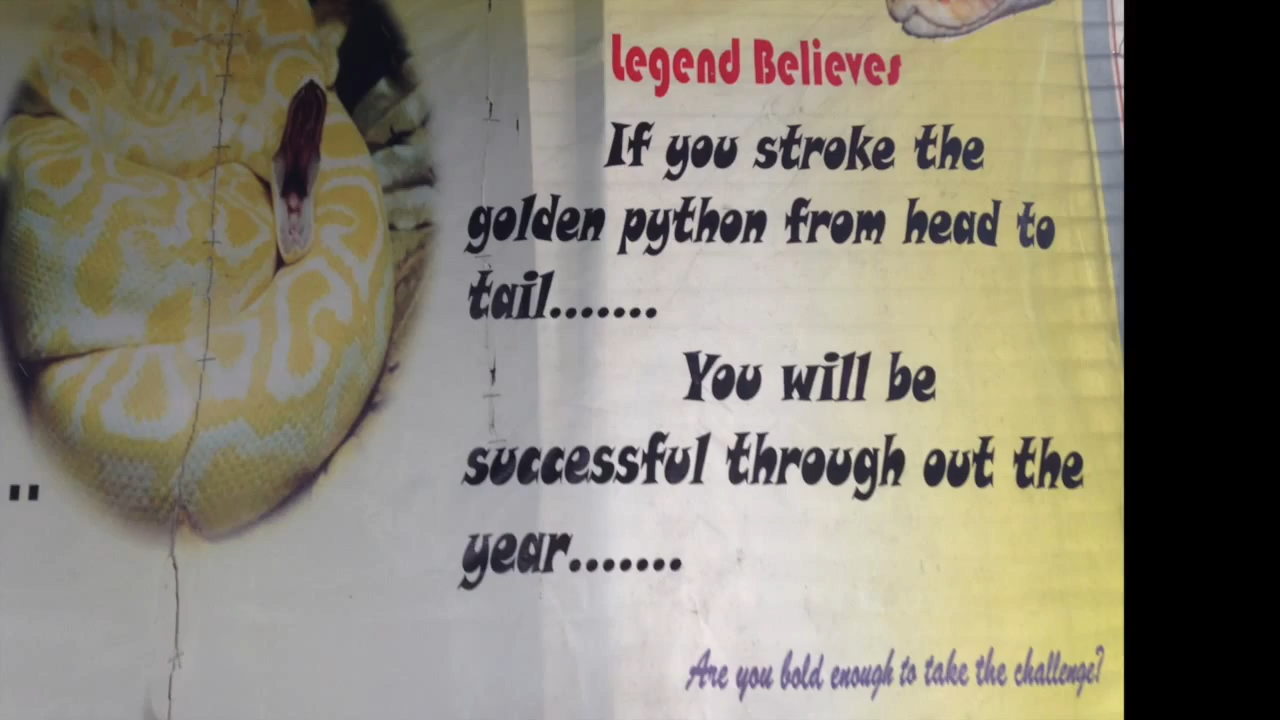 Legend Believes
If you stroke the
golden python from head to
tail.......
You will be
successful through out the
year.......
..
Are you bold enough to take the challenge?